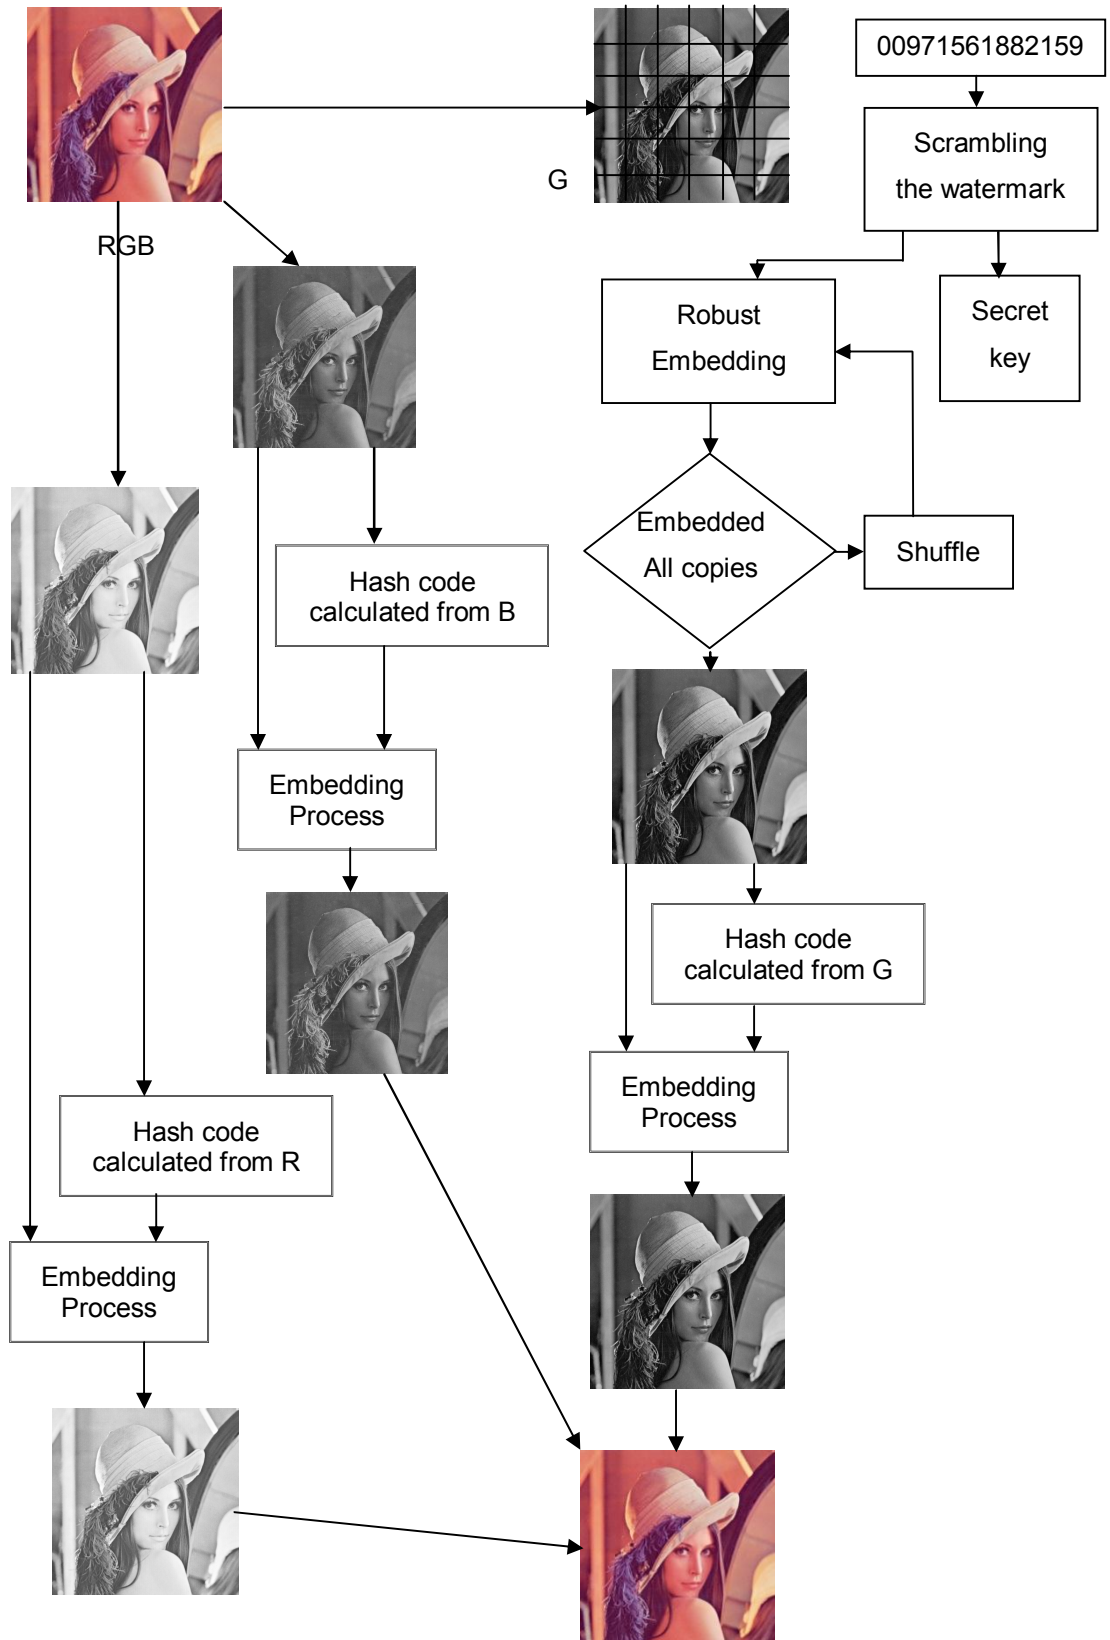 00971561882159
Scrambling
the watermark
G
RGB
Robust
Embedding
Secret
key
Embedded
All copies
Shuffle
Hash code
calculated from B
Embedding
Process
Hash code
calculated from G
Embedding
Process
Hash code
calculated from R
Embedding
Process